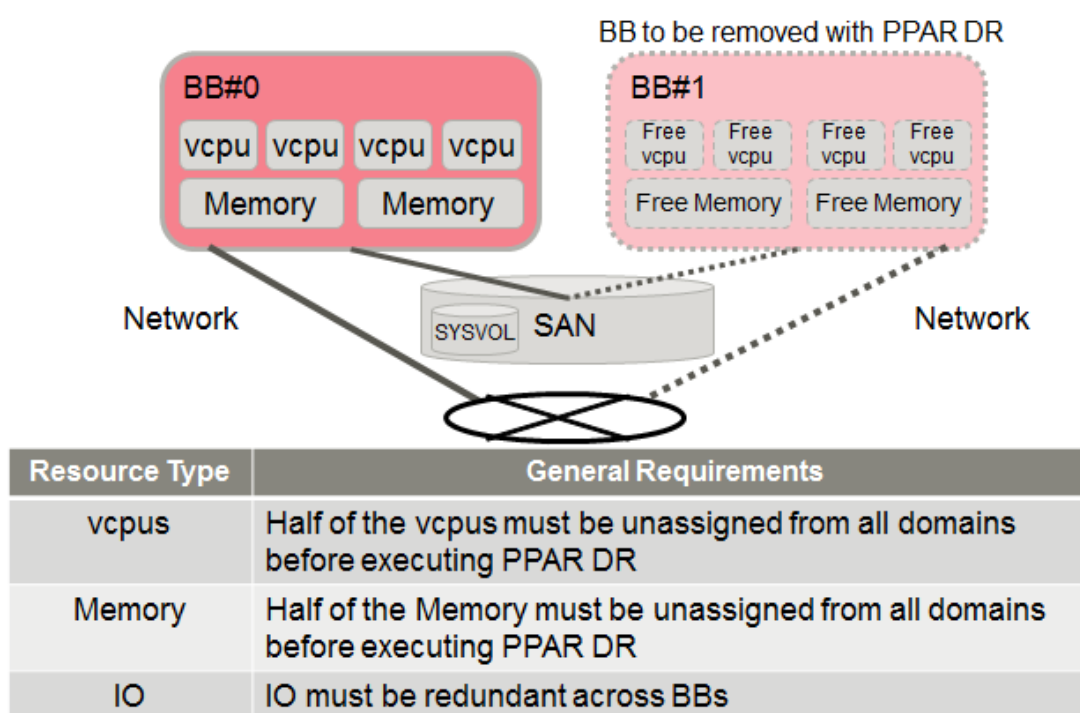 BB to be removed with PPAR DR
BB#0
BB#1
vcpu vcpu vcpu vcpu
Free vcpu Free vcpu Free vcpu Free vcpu
Memory Memory
Free Memory Free Memory
Network
SYSVOL
SAN
Network
Resource Type General Requirements
vcpus Half of the vcpus must be unassigned from all domains
before executing PPAR DR
Memory Half of the Memory must be unassigned from all domains
before executing PPAR DR
IO IO must be redundant across BBs